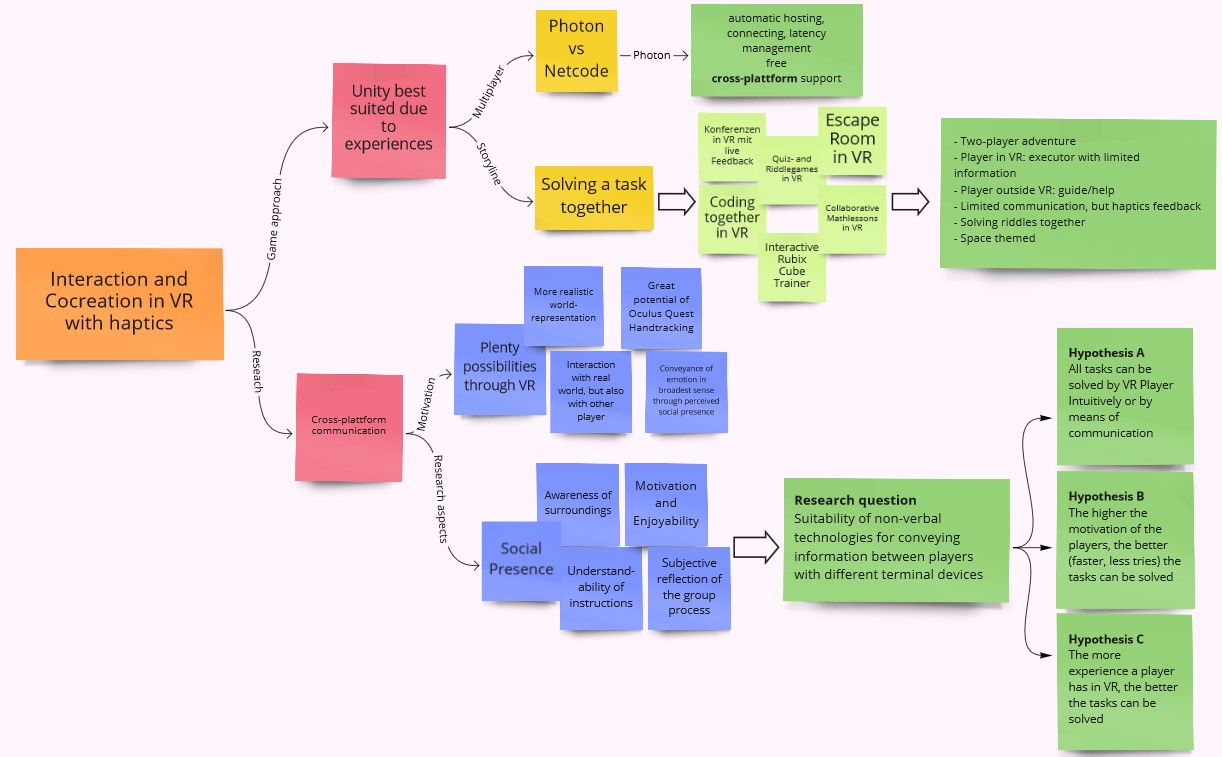 Photon
vs
Netcode
Photon
automatic hosting,
connecting, latency
management
free
cross-plattform support
Unity best
suited due
to
experiences
Multiplayer
Storyline
Solving a task
together
Konferenzen
in VR mit
live
Feedback
Quiz- and
Riddlegames
in VR
Escape
Room
in VR
Coding
together
in VR
Collaborative
Mathlessons
in VR
Interactive
Rubix
Cube
Trainer
- Two-player adventure
- Player in VR: executor with limited
information
- Player outside VR: guide/help
- Limited communication, but haptics feedback
- Solving riddles together
- Space themed
Game approach
Interaction and
Cocreation in VR
with haptics
Reseach
Cross-plattform
communication
Motivation
Research aspects
Plenty
possibilities
through VR
More realistic
world-
representation
Great
potential of
Oculus Quest
Handtracking
Interaction
with real
world, but also
with other
player
Conveyance of
emotion in
broadest sense
through perceived
social presence
Social
Presence
Awareness of
surroundings
Motivation
and
Enjoyability
Understand-
ability of
instructions
Subjective
reflection of
the group
process
Research question
Suitability of non-verbal
technologies for conveying
information between players
with different terminal devices
Hypothesis A
All tasks can be
solved by VR Player
Intuitively or by
means of
communication
Hypothesis B
The higher the
motivation of the
players, the better
(faster, less tries) the
tasks can be solved
Hypothesis C
The more
experience a player
has in VR, the better
the tasks can be
solved